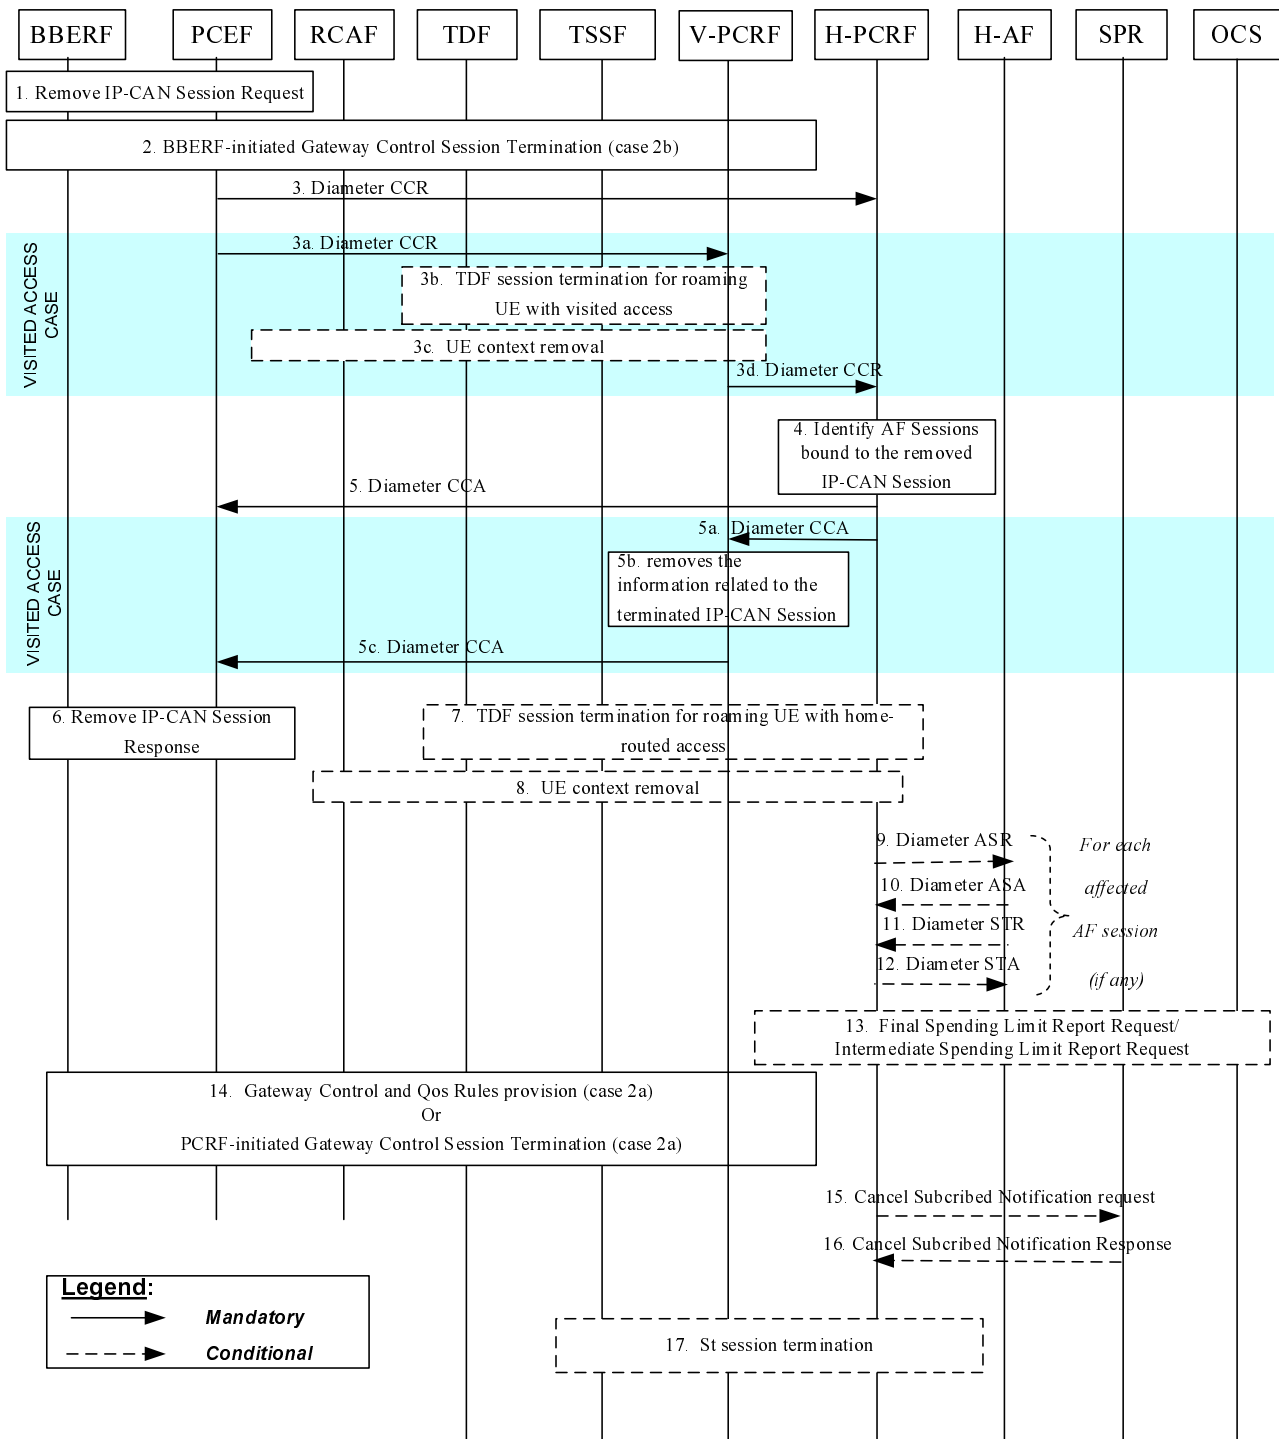 BBERF
PCEF
RCAF
TDF
TSSF
V-PCRF
H-PCRF
H-AF
SPR
OCS
1. Remove IP-CAN Session Request
2. BBERF-initiated Gateway Control Session Termination (case 2b)
3. Diameter CCR
VISITED ACCESS
CASE
3a. Diameter CCR
3b. TDF session termination for roaming
UE with visited access
3c. UE context removal
3d. Diameter CCR
4. Identify AF Sessions
bound to the removed
IP-CAN Session
5. Diameter CCA
VISITED ACCESS
CASE
5a. Diameter CCA
5b. removes the
information related to the
terminated IP-CAN Session
5c. Diameter CCA
6. Remove IP-CAN Session
Response
7. TDF session termination for roaming UE with home-
routed access
8. UE context removal
9. Diameter ASR
10. Diameter ASA
11. Diameter STR
12. Diameter STA
For each
affected
AF session
(if any)
13. Final Spending Limit Report Request/
Intermediate Spending Limit Report Request
14. Gateway Control and Qos Rules provision (case 2a)
Or
PCRF-initiated Gateway Control Session Termination (case 2a)
15. Cancel Subcribed Notification request
16. Cancel Subcribed Notification Response
Legend:
Mandatory
Conditional
17. St session termination